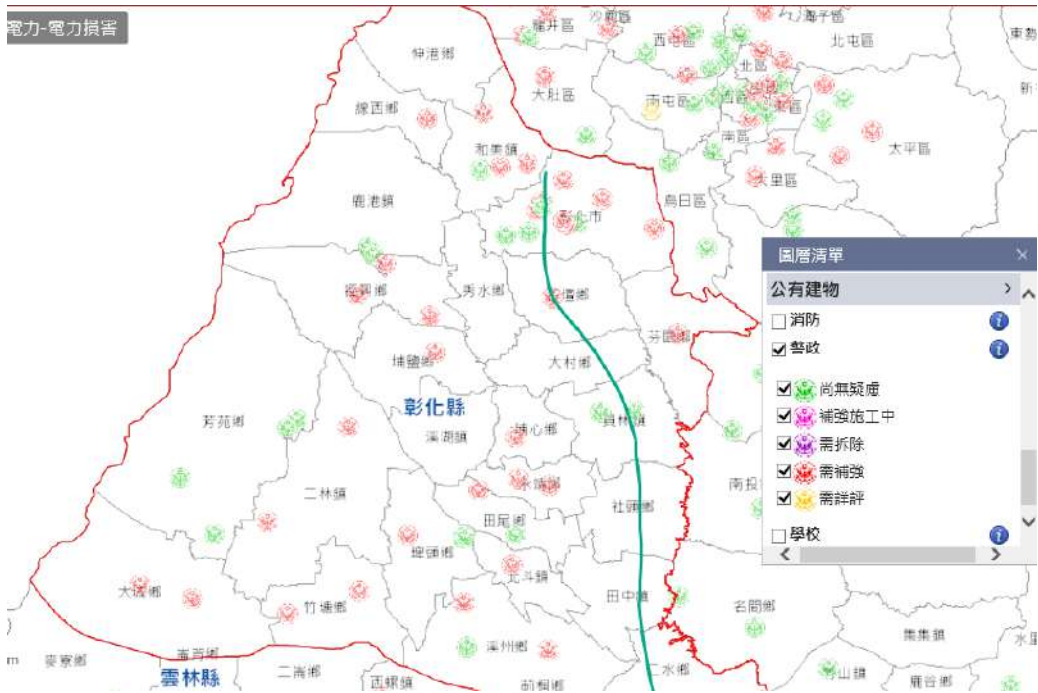 電力-電力損害
沙鹿區
龍井區
西屯區
潭子區
北屯區
東勢
伸港鄉
北區
大肚區
南屯區
西區
東區
線西鄉
南區
和美鎮
太平區
大里區
鹿港鎮
烏日區
彰化市
圖層清單
公有建物
消防
警政
尚無疑慮
補強施工中
需拆除
需補強
需詳評
學校
福興鄉
秀水鄉
花壇鄉
芬園鄉
埔鹽鄉
大村鄉
彰化縣
芳苑鄉
溪湖鎮
埔心鄉
員林鎮
南投
二林鎮
永靖鄉
社頭鄉
田尾鄉
埤頭鄉
北斗鎮
大城鄉
竹塘鄉
田中鎮
名間鄉
集集鎮
溪州鄉
麥寮鄉
崙背鄉
二崙鄉
雲林縣
西螺鎮
莿桐鄉
二水鄉
竹山鎮
鹿谷鄉
水里